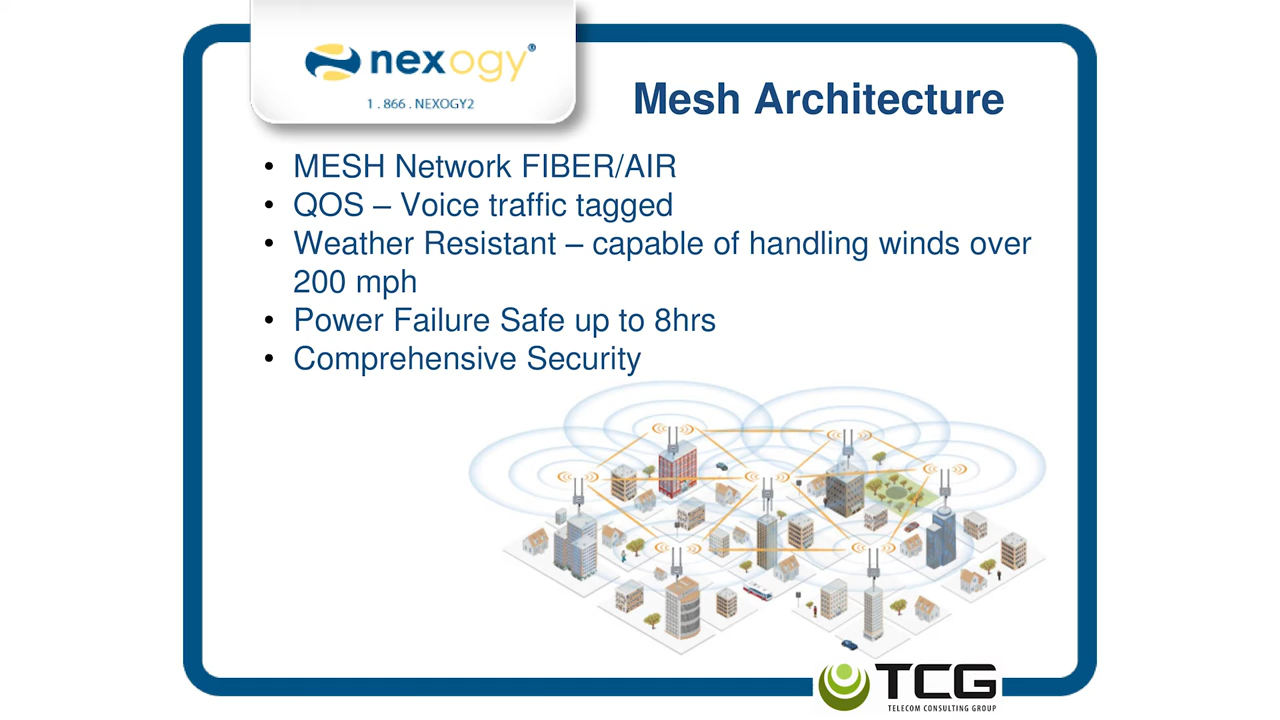 nexogy®
1.866.NEXOGY2
Mesh Architecture
• MESH Network FIBER/AIR
• QOS – Voice traffic tagged
• Weather Resistant – capable of handling winds over
200 mph
• Power Failure Safe up to 8hrs
• Comprehensive Security
TCG
TELECOM CONSULTING GROUP